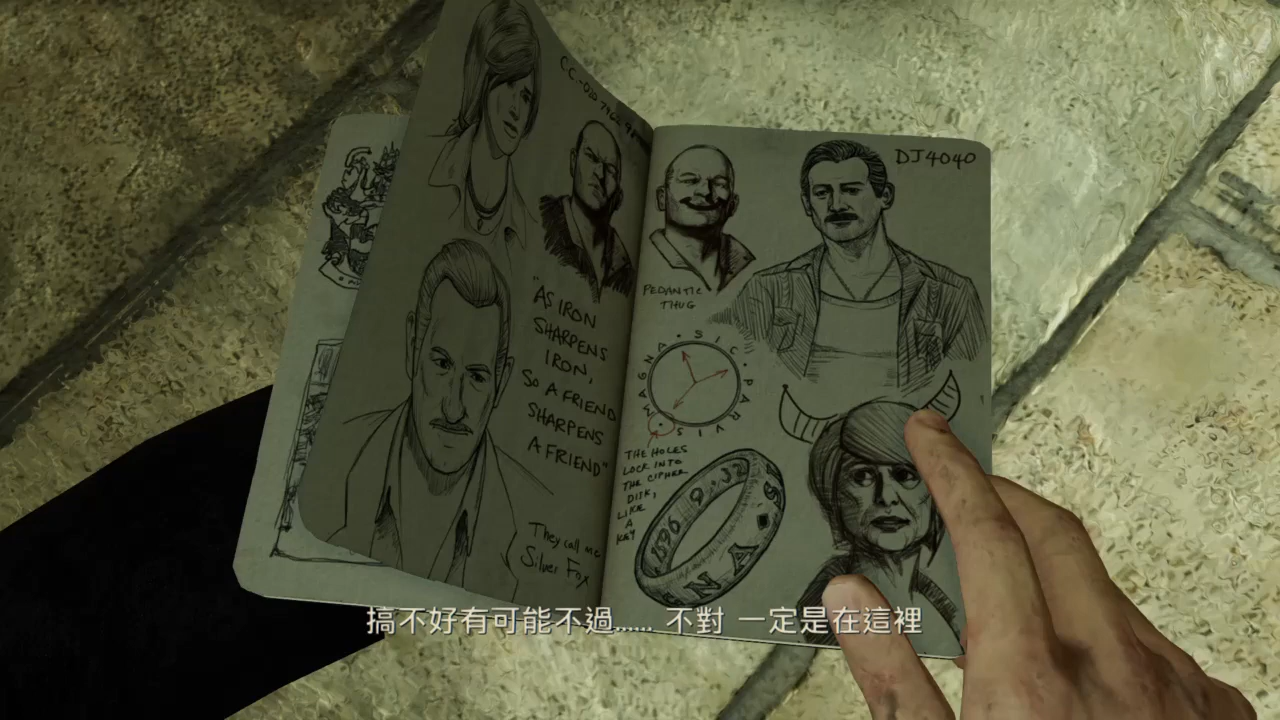 "AS IRON
SHARPENS
IRON,
SO A FRIEND
SHARPENS
A FRIEND"
They call me
Silver Fox
DJ4040
PEDANTIC
THUG
SIC PARVIS MAGNA
THE HOLES
LOCK INTO
THE CIPHER
DISK,
LIKE
A
KEY
搞不好有可能不過…… 不對 一定是在這裡